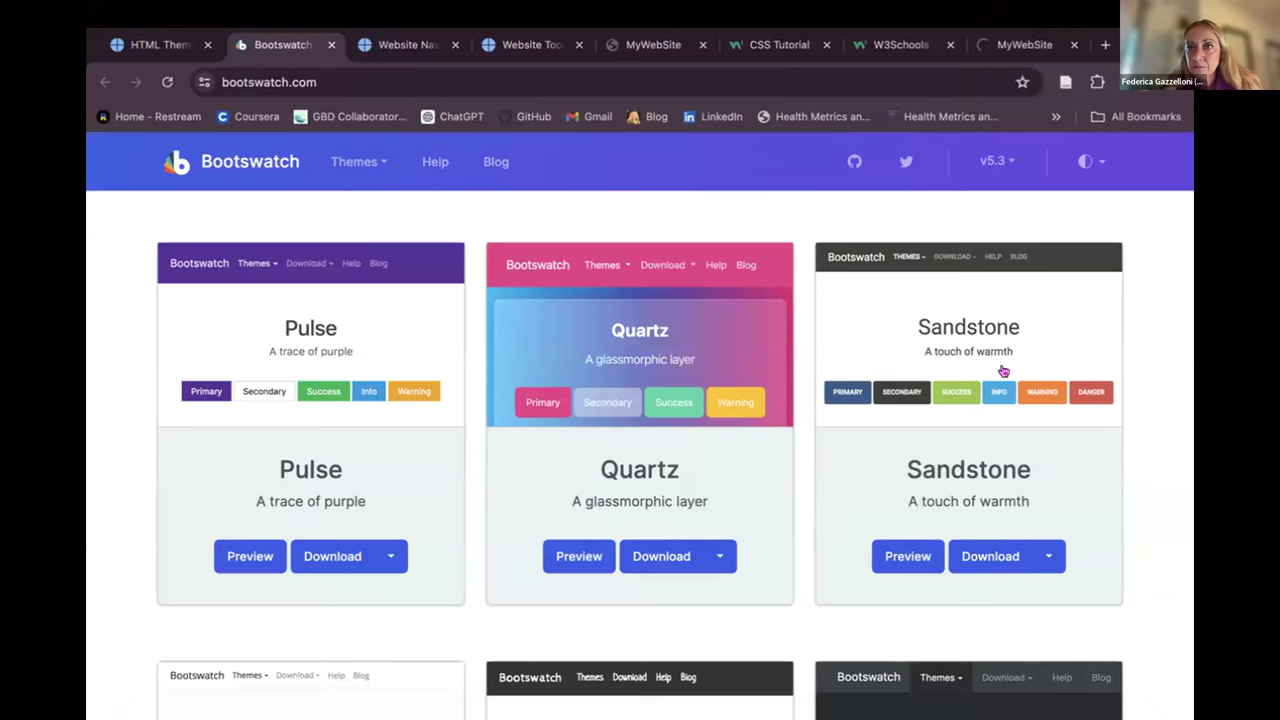 HTML Them
Bootswatch
Website Nav
Website Too
MyWebSite
CSS Tutorial
W3Schools
MyWebSite
bootswatch.com
Home - Restream
Coursera
GBD Collaborator...
ChatGPT
GitHub
Gmail
Blog
LinkedIn
Health Metrics an...
Health Metrics an...
All Bookmarks
Federica Gazzelloni (...
Bootswatch
Themes
Help
Blog
v5.3
Bootswatch Themes Download Help Blog
Pulse
A trace of purple
Primary Secondary Success Info Warning
Pulse
A trace of purple
Preview Download
Bootswatch Themes Download Help Blog
Quartz
A glassmorphic layer
Primary Secondary Success Warning
Quartz
A glassmorphic layer
Preview Download
Bootswatch THEMES DOWNLOAD HELP BLOG
Sandstone
A touch of warmth
PRIMARY SECONDARY SUCCESS INFO WARNING DANGER
Sandstone
A touch of warmth
Preview Download
Bootswatch Themes Download Help Blog
Bootswatch Themes Download Help Blog
Bootswatch Themes Download Help Blog